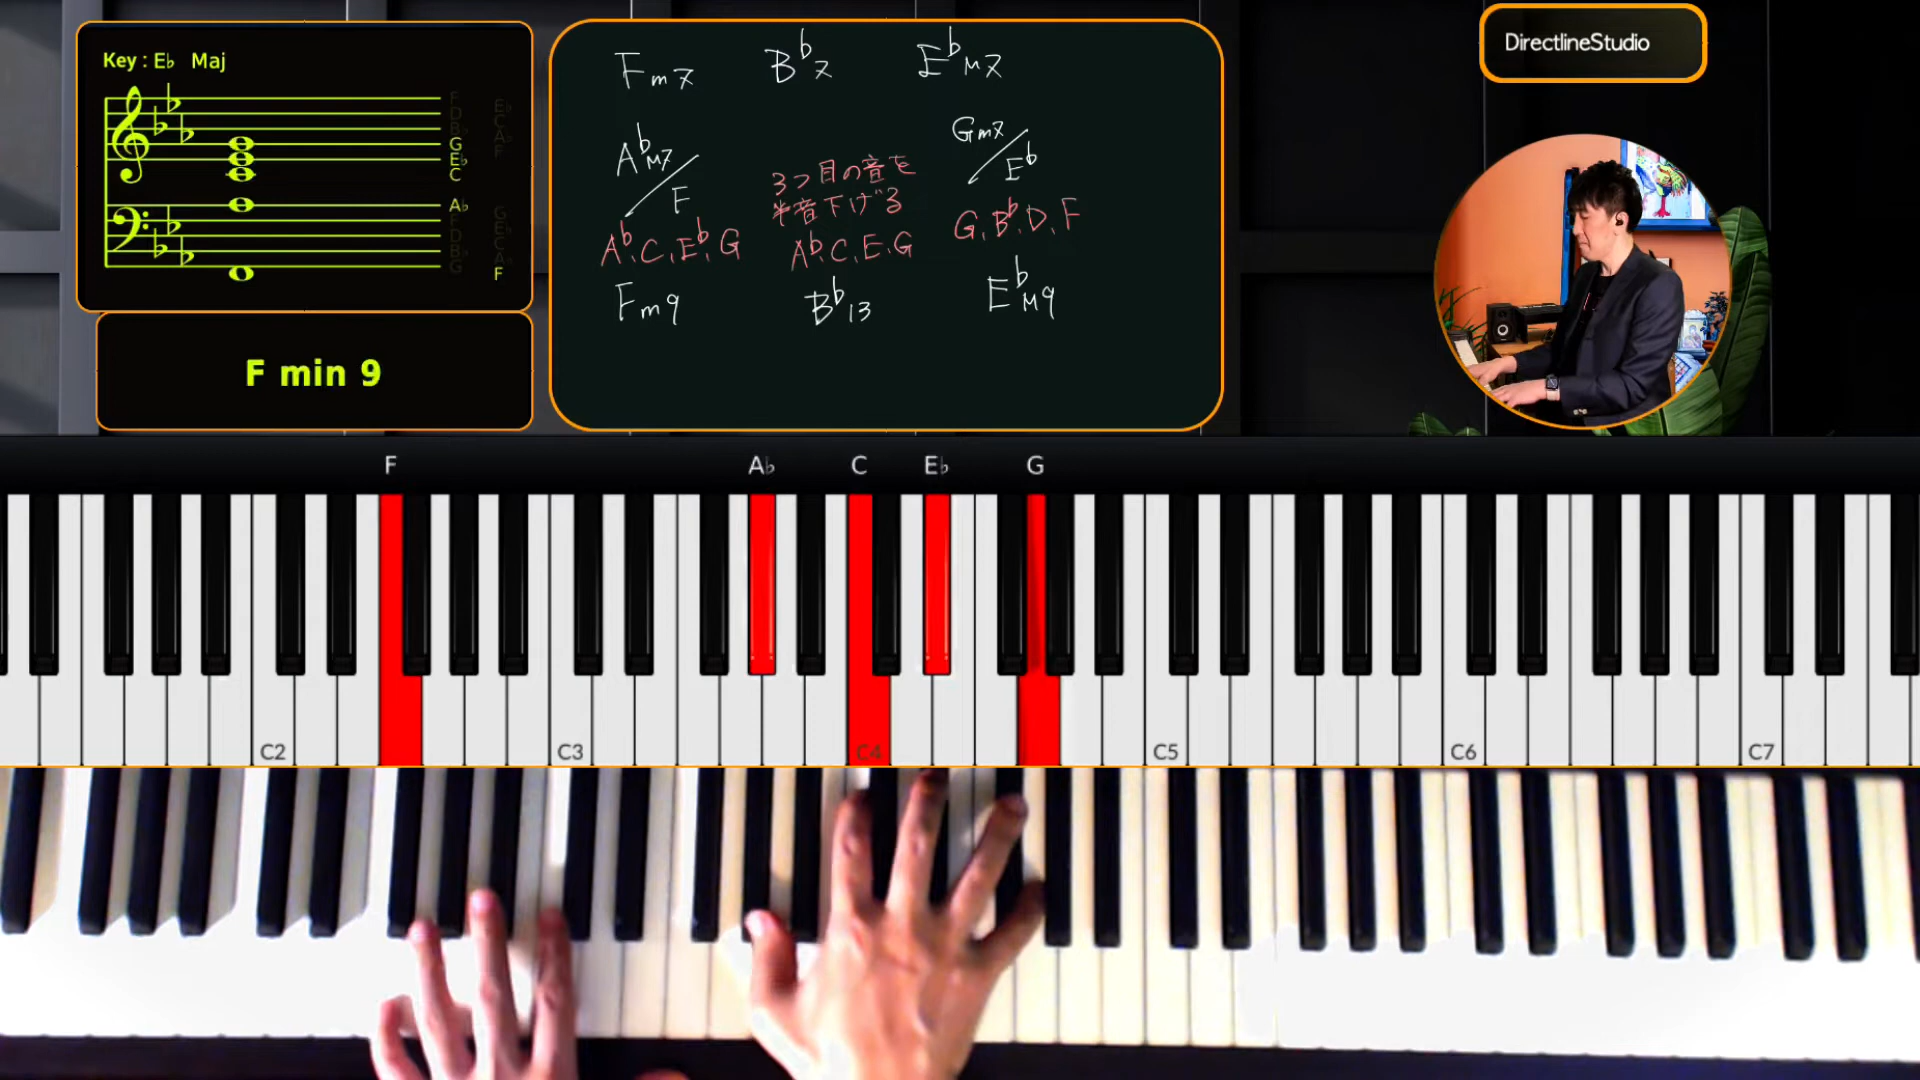 Key : E♭ Maj
G
E♭
C
A♭
F
F min 9
Fm7 B♭7 E♭M7
A♭M7/F Gm7/E♭
3つ目の音を
半音下げる
A♭, C, E♭, G A♭, C, E, G G, B♭, D, F
Fm9 B♭13 E♭M9
DirectlineStudio
F A♭ C E♭ G
C2 C3 C4 C5 C6 C7